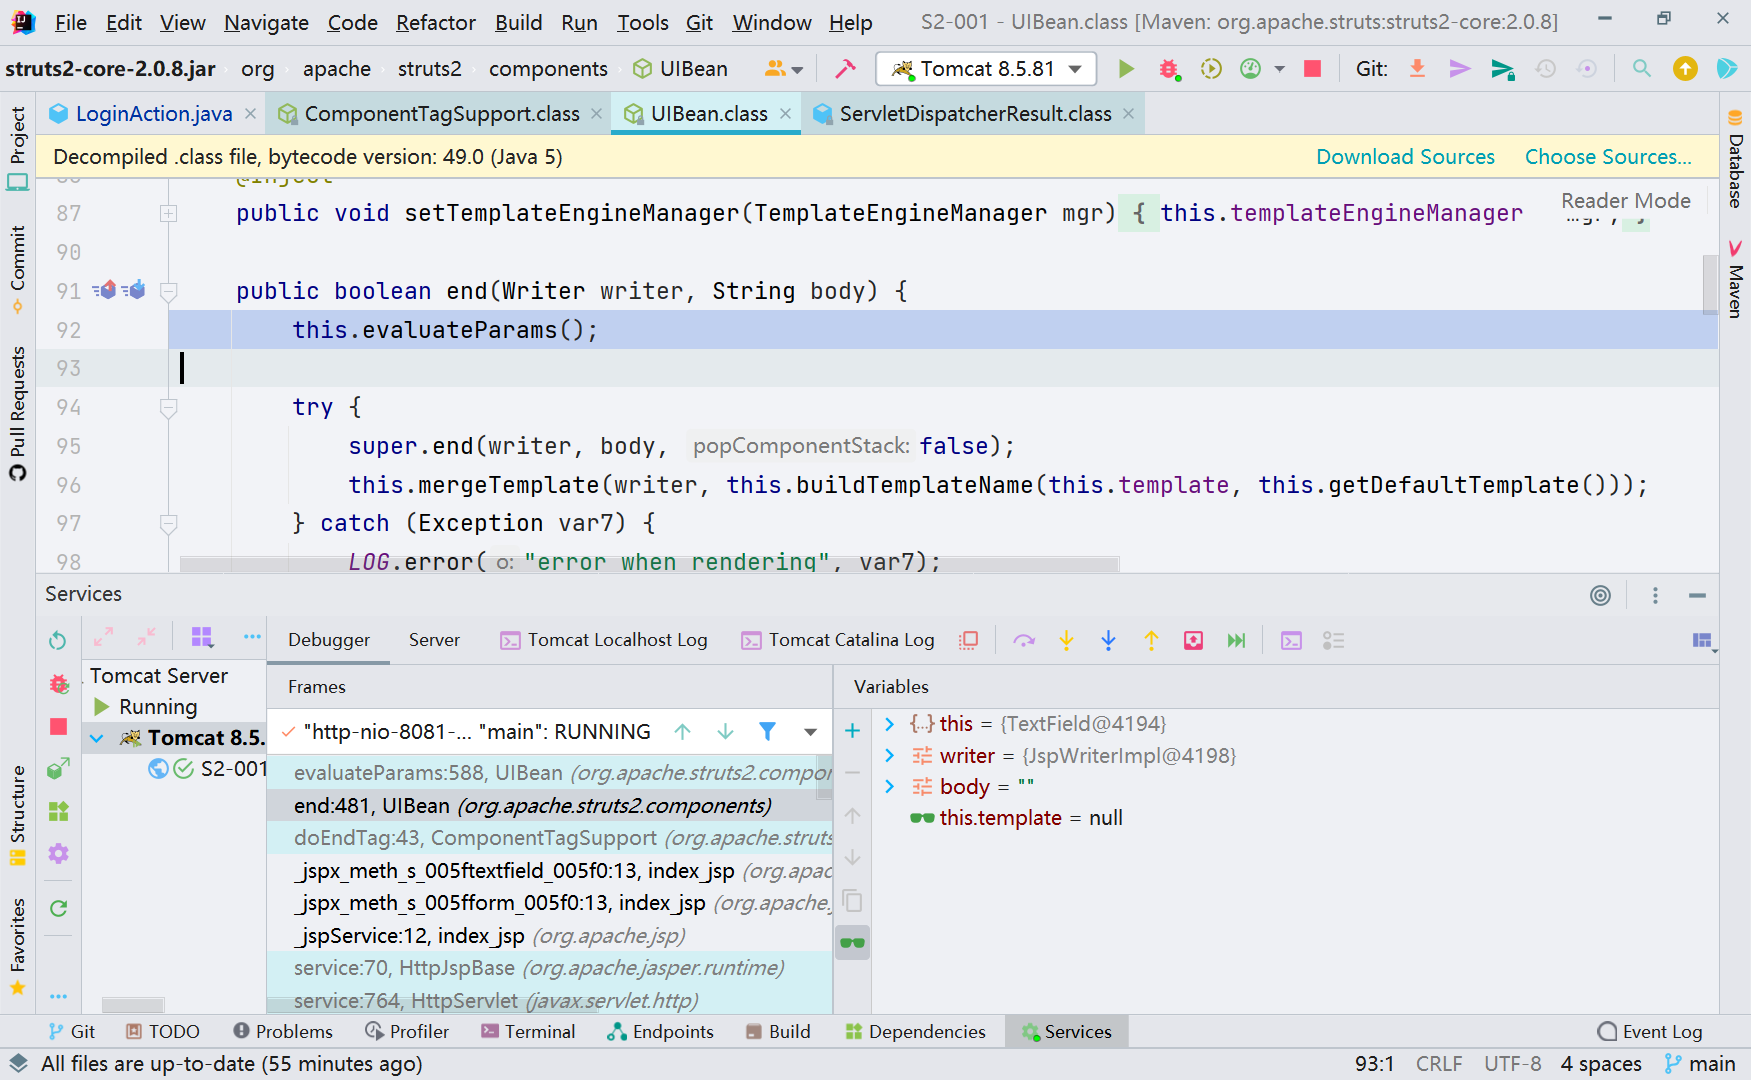 File Edit View Navigate Code Refactor Build Run Tools Git Window Help S2-001 - UIBean.class [Maven: org.apache.struts:struts2-core:2.0.8]
struts2-core-2.0.8.jar org apache struts2 components UIBean Tomcat 8.5.81 Git:
LoginAction.java ComponentTagSupport.class UIBean.class ServletDispatcherResult.class
Decompiled .class file, bytecode version: 49.0 (Java 5) Download Sources Choose Sources...
Reader Mode
87 public void setTemplateEngineManager(TemplateEngineManager mgr) { this.templateEngineManager
90
91 public boolean end(Writer writer, String body) {
92 this.evaluateParams();
93
94 try {
95 super.end(writer, body, popComponentStack: false);
96 this.mergeTemplate(writer, this.buildTemplateName(this.template, this.getDefaultTemplate()));
97 } catch (Exception var7) {
98 LOG.error( o: "error when rendering", var7);
Project
Commit
Pull Requests
Structure
Favorites
Database
Maven
Services
Debugger Server Tomcat Localhost Log Tomcat Catalina Log
Tomcat Server
Running
Tomcat 8.5.
S2-001
Frames
"http-nio-8081-... "main": RUNNING
evaluateParams:588, UIBean (org.apache.struts2.compor
end:481, UIBean (org.apache.struts2.components)
doEndTag:43, ComponentTagSupport (org.apache.struts
_jspx_meth_s_005ftextfield_005f0:13, index_jsp (org.apac
_jspx_meth_s_005fform_005f0:13, index_jsp (org.apache.
_jspService:12, index_jsp (org.apache.jsp)
service:70, HttpJspBase (org.apache.jasper.runtime)
service:764, HttpServlet (javax.servlet.http)
Variables
this = {TextField@4194}
writer = {JspWriterImpl@4198}
body = ""
this.template = null
Git TODO Problems Profiler Terminal Endpoints Build Dependencies Services Event Log
All files are up-to-date (55 minutes ago) 93:1 CRLF UTF-8 4 spaces main